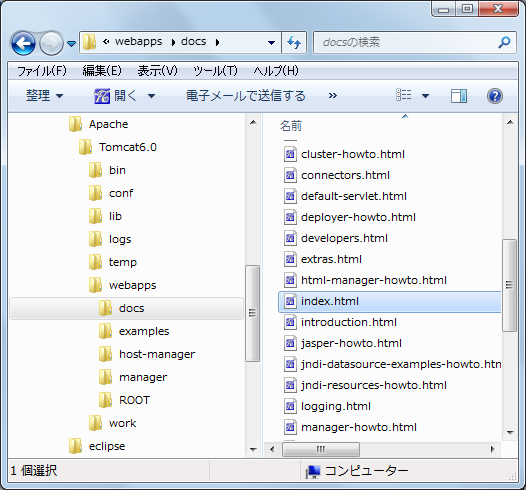 « webapps docs
docsの検索
ファイル(F) 編集(E) 表示(V) ツール(T) ヘルプ(H)
整理 開く 電子メールで送信する »
Apache
Tomcat6.0
bin
conf
lib
logs
temp
webapps
docs
examples
host-manager
manager
ROOT
work
eclipse
名前
cluster-howto.html
connectors.html
default-servlet.html
deployer-howto.html
developers.html
extras.html
html-manager-howto.html
index.html
introduction.html
jasper-howto.html
jndi-datasource-examples-howto.htm
jndi-resources-howto.html
logging.html
manager-howto.html
1 個選択
コンピューター